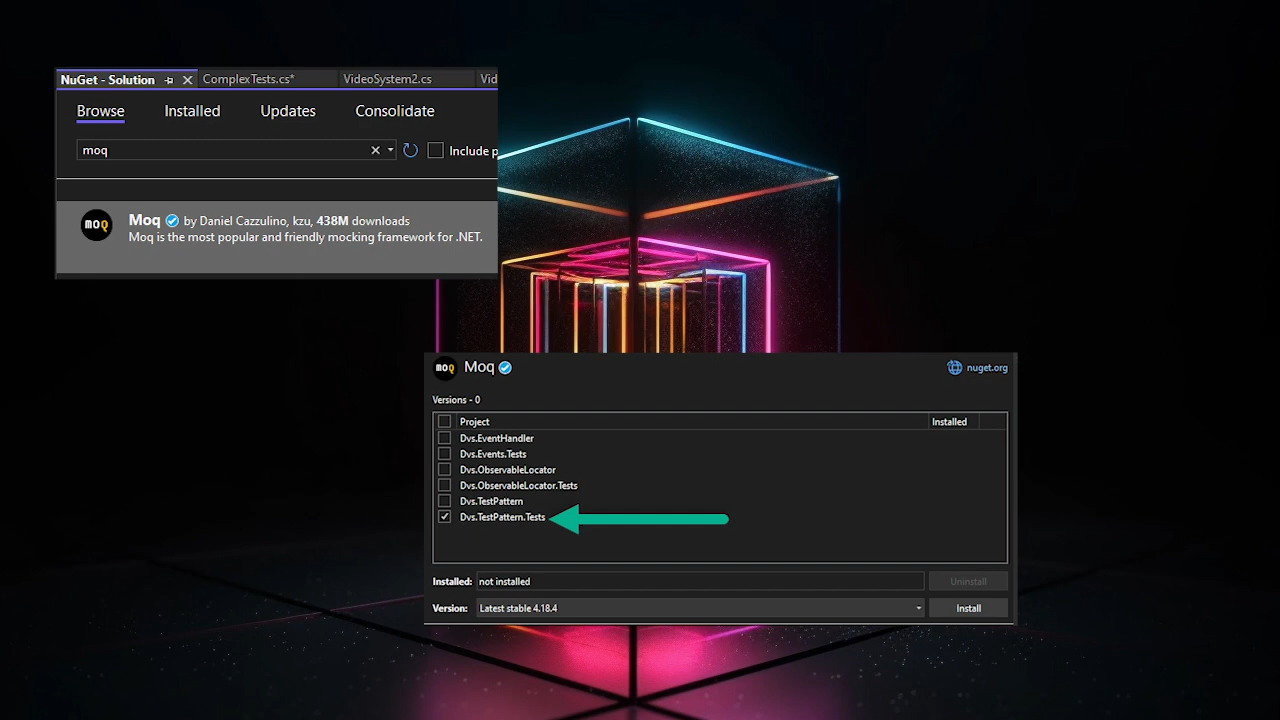 NuGet - Solution ComplexTests.cs* VideoSystem2.cs Vid
Browse Installed Updates Consolidate
moq Include p
MOQ
Moq by Daniel Cazzulino, kzu, 438M downloads
Moq is the most popular and friendly mocking framework for .NET.
MOQ Moq nuget.org
Versions - 0
Project Installed
Dvs.EventHandler
Dvs.Events.Tests
Dvs.ObservableLocator
Dvs.ObservableLocator.Tests
Dvs.TestPattern
Dvs.TestPattern.Tests
Installed: not installed Uninstall
Version: Latest stable 4.18.4 Install